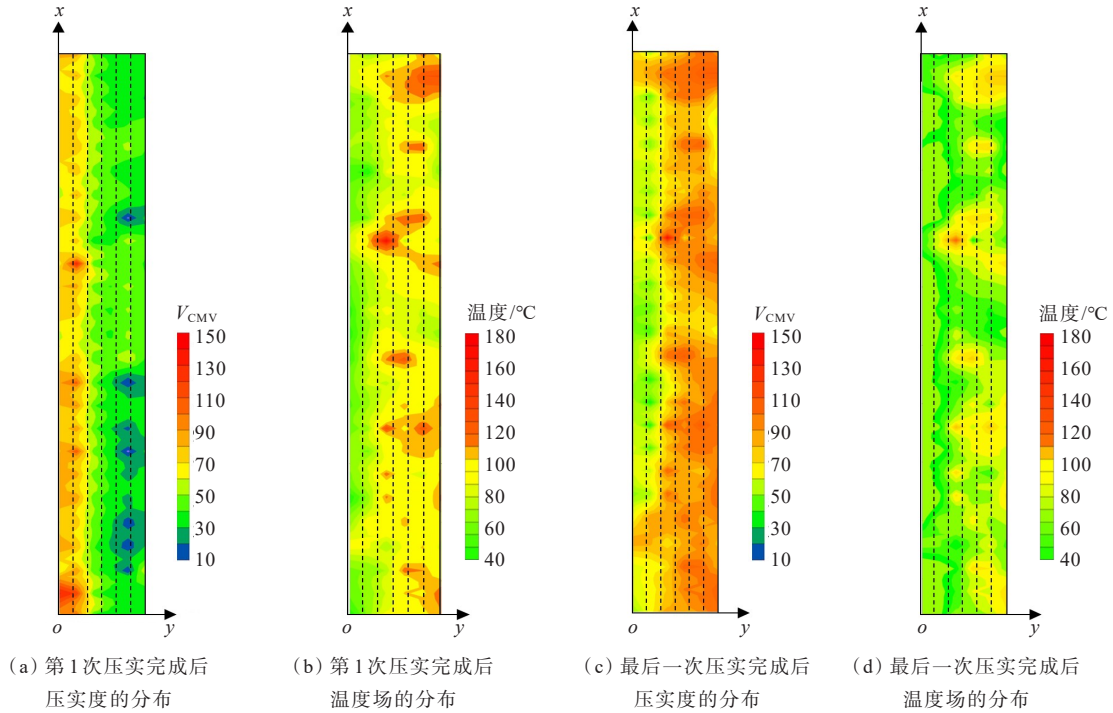 x
x
x
x
V_CMV
150
130
110
90
70
50
30
10
温度/°C
180
160
140
120
100
80
60
40
V_CMV
150
130
110
90
70
50
30
10
温度/°C
180
160
140
120
100
80
60
40
o y
o y
o y
o y
（a）第1次压实完成后
压实度的分布
（b）第1次压实完成后
温度场的分布
（c）最后一次压实完成后
压实度的分布
（d）最后一次压实完成后
温度场的分布